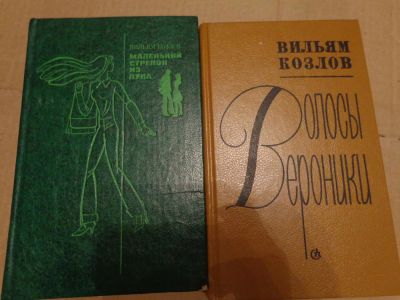 ВИЛЬЯМ КОЗЛОВ
МАЛЕНЬКИЙ
СТРЕЛОК ИЗ
ЛУКА
ВИЛЬЯМ
КОЗЛОВ
Волосы
Вероники